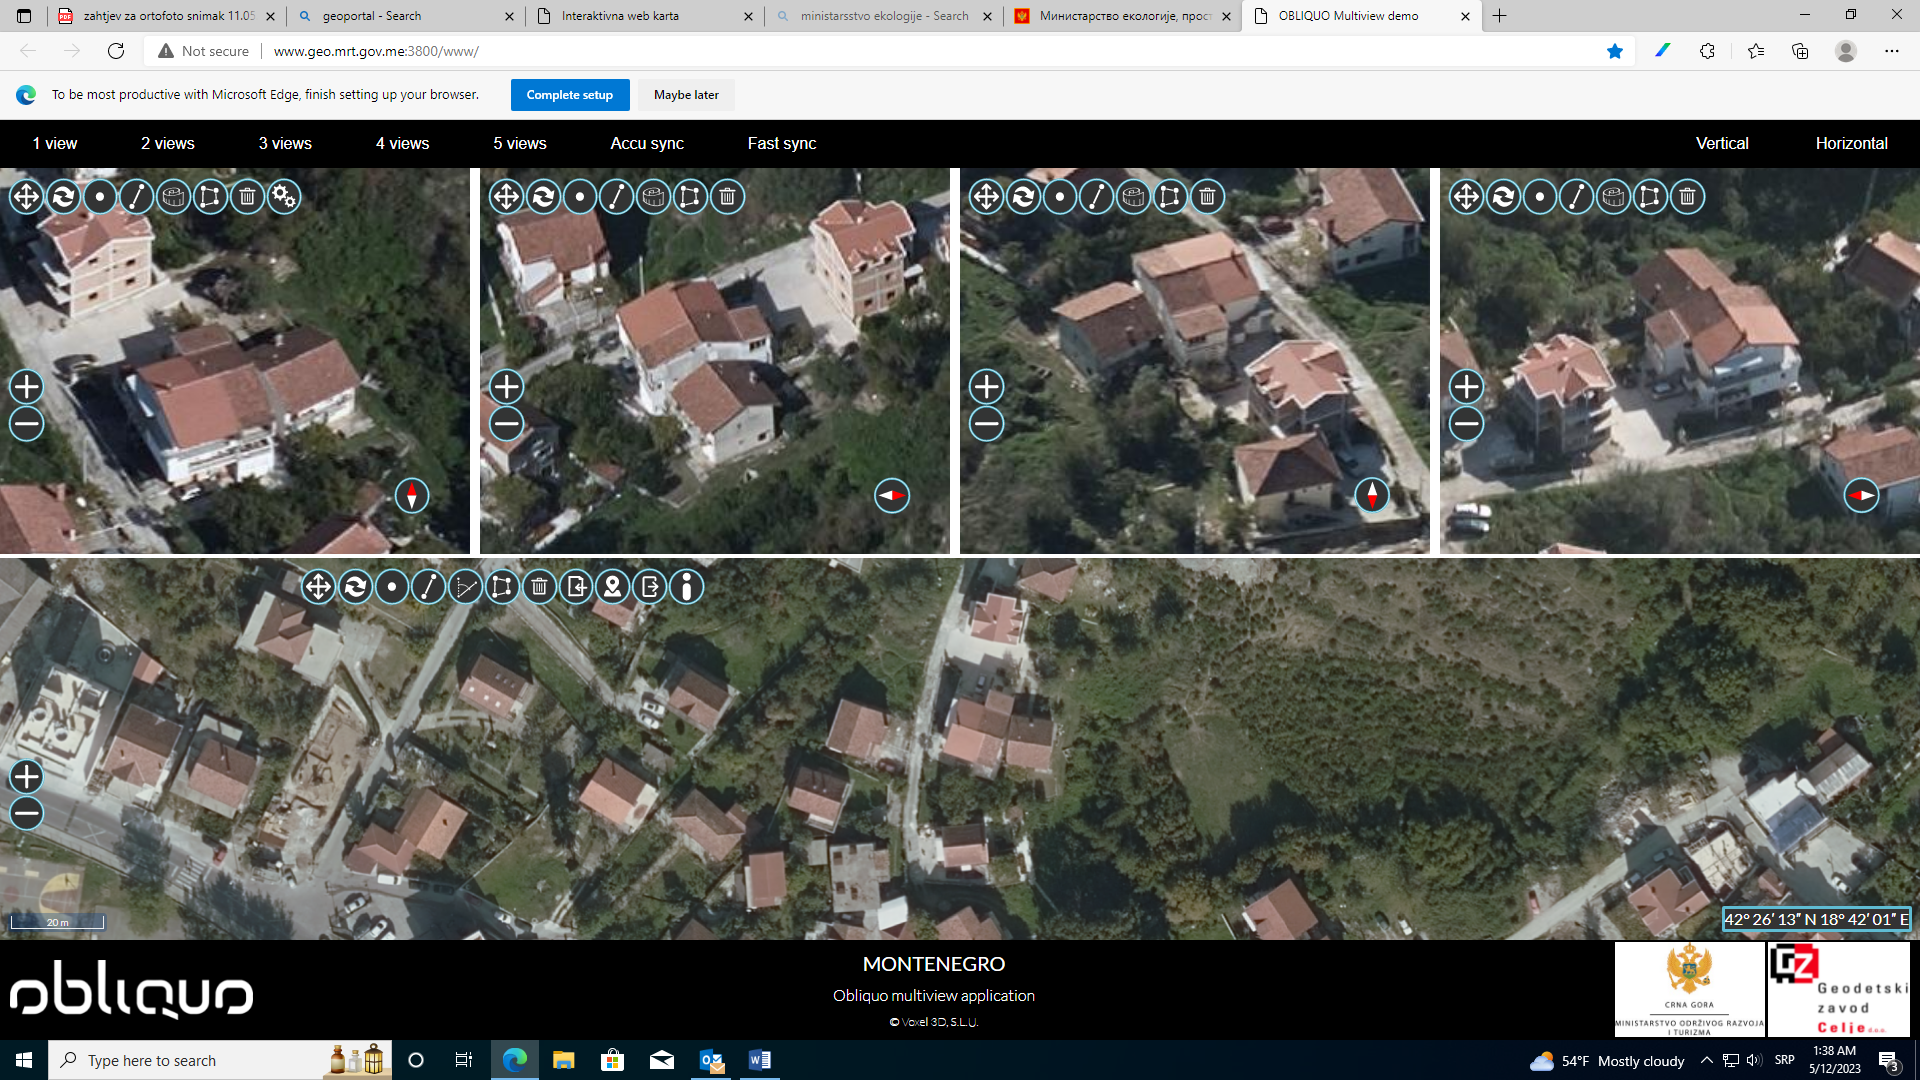 zahtjev za ortofoto snimak 11.05
geoportal - Search
Interaktivna web karta
ministarsstvo ekologije - Search
Министарство екологије, прост
OBLIQUO Multiview demo
Not secure
www.geo.mrt.gov.me:3800/www/
To be most productive with Microsoft Edge, finish setting up your browser.
Complete setup
Maybe later
1 view
2 views
3 views
4 views
5 views
Accu sync
Fast sync
Vertical
Horizontal
20 m
42° 26′ 13″ N 18° 42′ 01″ E
obliquo
MONTENEGRO
Obliquo multiview application
© Voxel 3D, S.L.U.
CRNA GORA
MINISTARSTVO ODRŽIVOG RAZVOJA
I TURIZMA
GZ
Geodetski
zavod
Celje d.o.o.
Type here to search
54°F Mostly cloudy
SRP
1:38 AM
5/12/2023
3